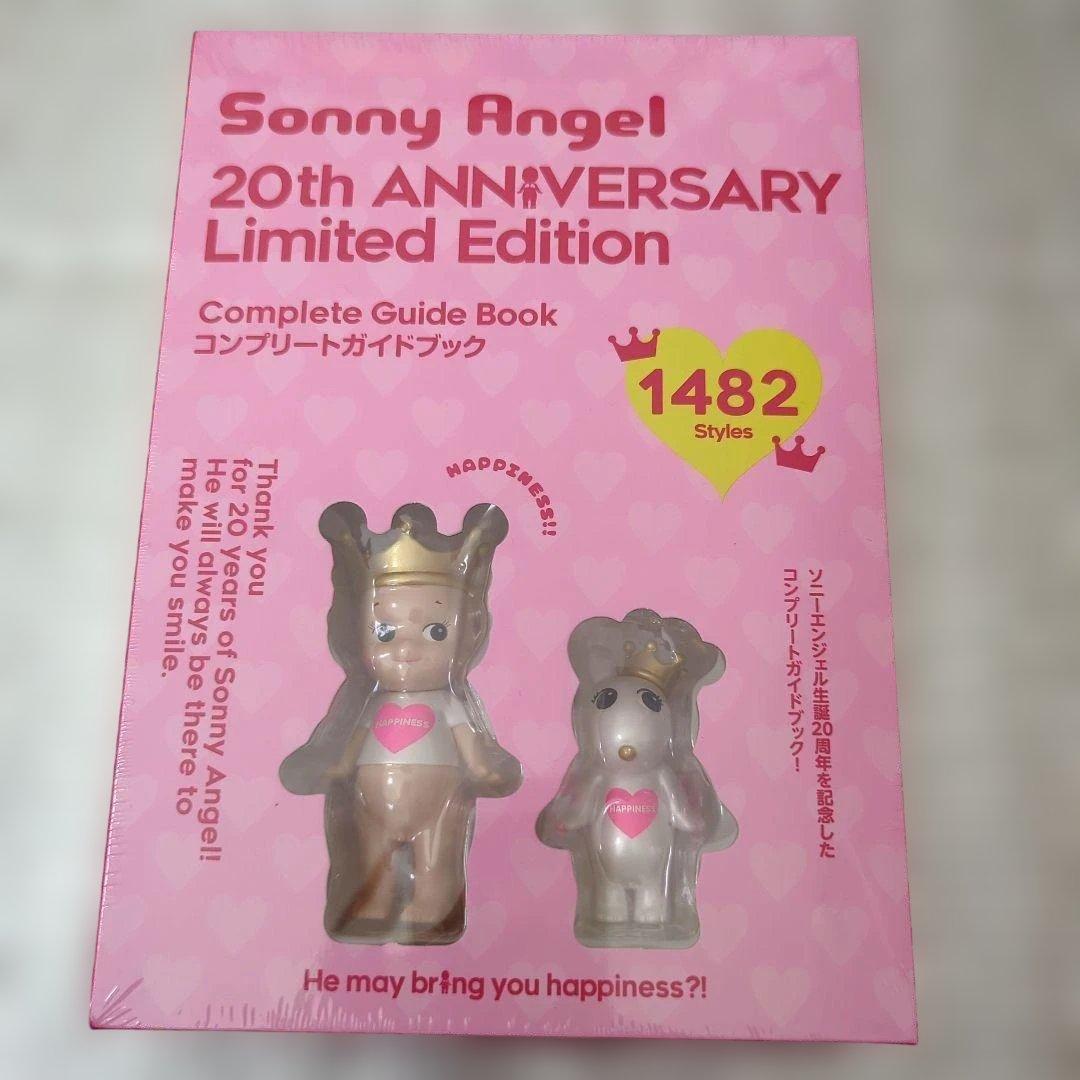 Sonny Angel
20th ANNIVERSARY
Limited Edition
Complete Guide Book
コンプリートガイドブック
1482
Styles
HAPPINESS!!
Thank you
for 20 years of Sonny Angel!
He will always be there to
make you smile.
ソニーエンジェル生誕20周年を記念した
コンプリートガイドブック!
HAPPINESS
HAPPINESS
He may bring you happiness?!